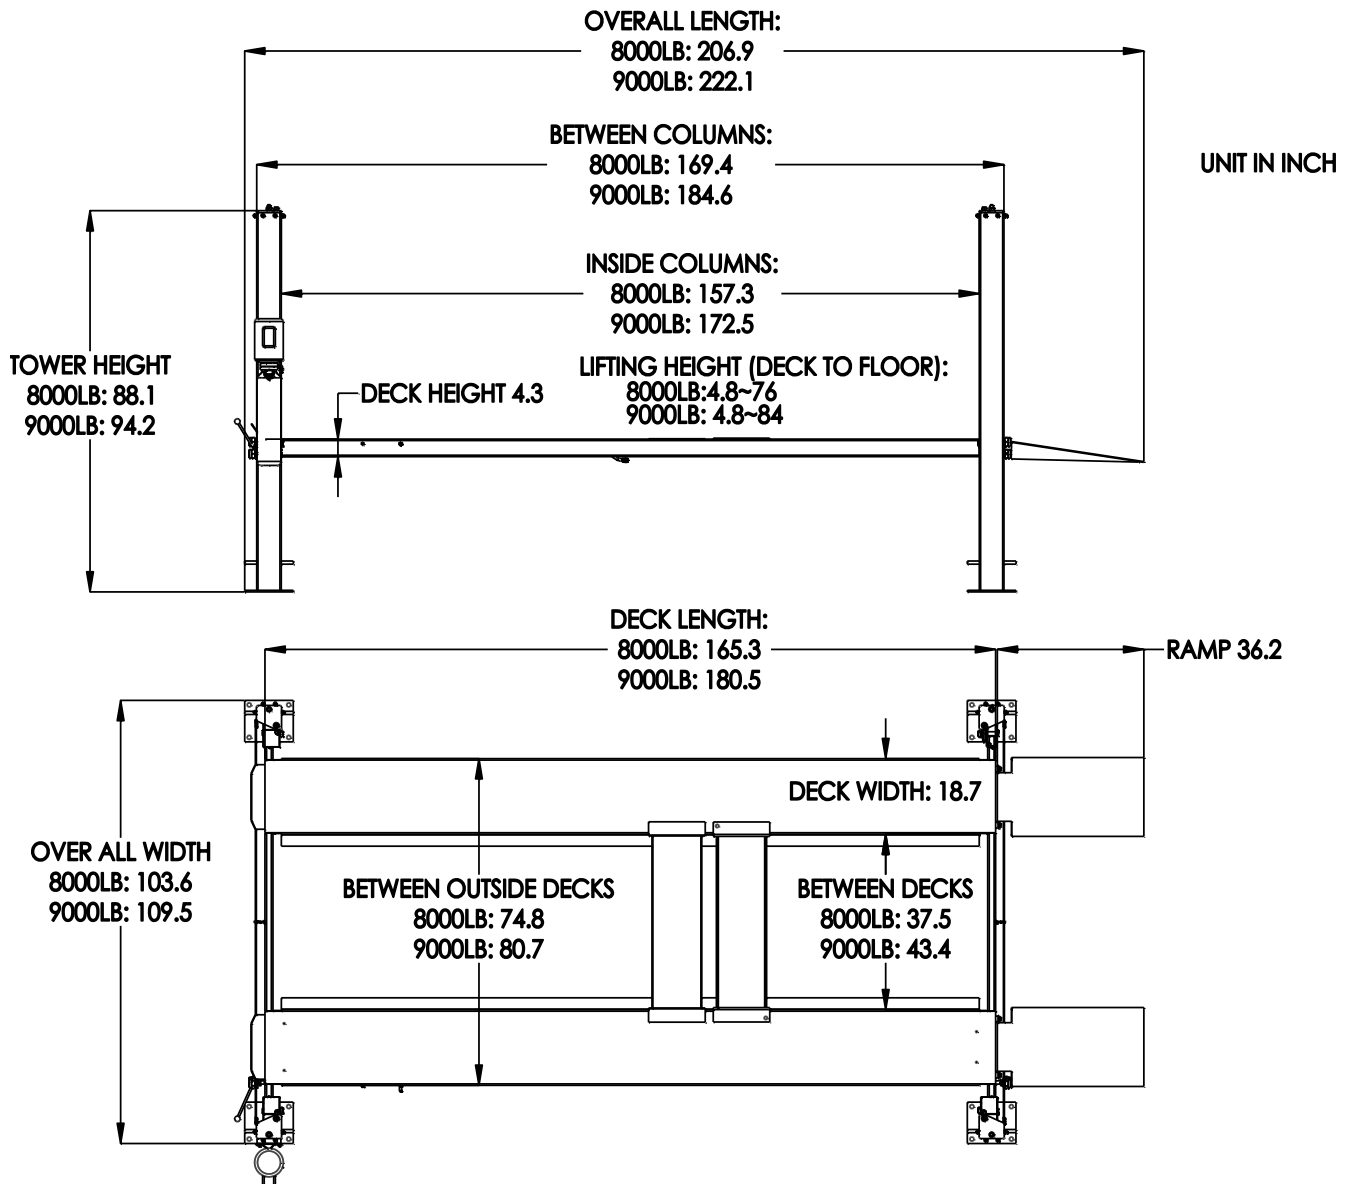 OVERALL LENGTH:
8000LB: 206.9
9000LB: 222.1
BETWEEN COLUMNS:
8000LB: 169.4
9000LB: 184.6
UNIT IN INCH
INSIDE COLUMNS:
8000LB: 157.3
9000LB: 172.5
TOWER HEIGHT
8000LB: 88.1
9000LB: 94.2
DECK HEIGHT 4.3
LIFTING HEIGHT (DECK TO FLOOR):
8000LB:4.8~76
9000LB: 4.8~84
DECK LENGTH:
8000LB: 165.3
9000LB: 180.5
RAMP 36.2
DECK WIDTH: 18.7
OVER ALL WIDTH
8000LB: 103.6
9000LB: 109.5
BETWEEN OUTSIDE DECKS
8000LB: 74.8
9000LB: 80.7
BETWEEN DECKS
8000LB: 37.5
9000LB: 43.4